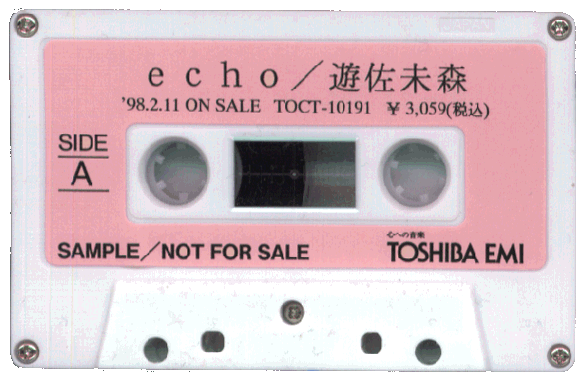 echo／遊佐未森
'98.2.11 ON SALE TOCT-10191 ￥3,059(税込)
SIDE
A
SAMPLE／NOT FOR SALE
心への音楽
TOSHIBA EMI